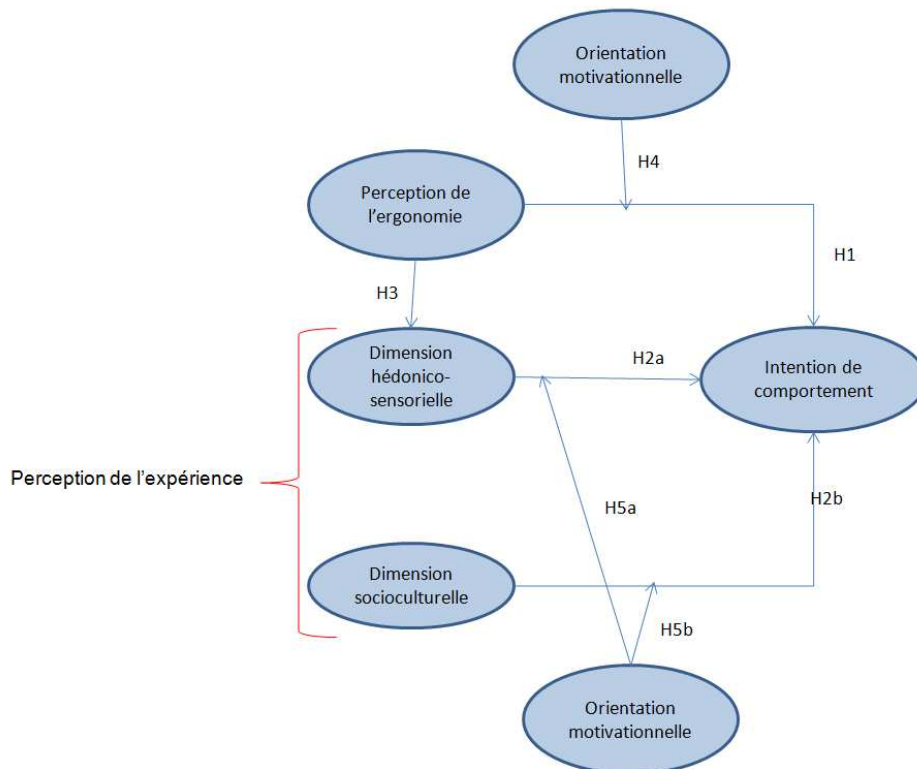 Orientation
motivationnelle
H4
Perception de
l'ergonomie
H1
H3
Dimension
hédonico-
sensorielle
H2a
Intention de
comportement
Perception de l'expérience
H5a
H2b
Dimension
socioculturelle
H5b
Orientation
motivationnelle